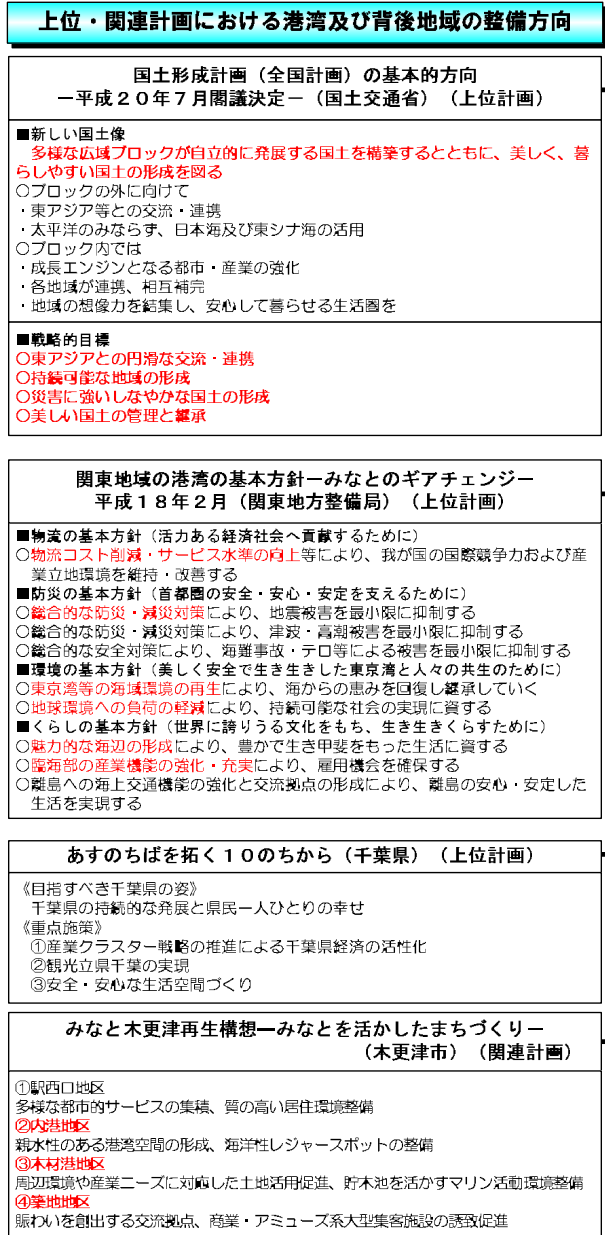 上位・関連計画における港湾及び背後地域の整備方向
国土形成計画（全国計画）の基本的方向
－平成２０年７月閣議決定－（国土交通省）（上位計画）
■新しい国土像
多様な広域ブロックが自立的に発展する国土を構築するとともに、美しく、暮
らしやすい国土の形成を図る
○ブロックの外に向けて
・東アジア等との交流・連携
・太平洋のみならず、日本海及び東シナ海の活用
○ブロック内では
・成長エンジンとなる都市・産業の強化
・各地域が連携、相互補完
・地域の想像力を結集し、安心して暮らせる生活圏を
■戦略的目標
○東アジアとの円滑な交流・連携
○持続可能な地域の形成
○災害に強いしなやかな国土の形成
○美しい国土の管理と継承
関東地域の港湾の基本方針－みなとのギアチェンジ－
平成１８年２月（関東地方整備局）（上位計画）
■物流の基本方針（活力ある経済社会へ貢献するために）
○物流コスト削減・サービス水準の向上等により、我が国の国際競争力および産
業立地環境を維持・改善する
■防災の基本方針（首都圏の安全・安心・安定を支えるために）
○総合的な防災・減災対策により、地震被害を最小限に抑制する
○総合的な防災・減災対策により、津波・高潮被害を最小限に抑制する
○総合的な安全対策により、海難事故・テロ等による被害を最小限に抑制する
■環境の基本方針（美しく安全で生き生きした東京湾と人々の共生のために）
○東京湾等の海域環境の再生により、海からの恵みを回復し継承していく
○地球環境への負荷の軽減により、持続可能な社会の実現に資する
■くらしの基本方針（世界に誇りうる文化をもち、生き生きくらすために）
○魅力的な海辺の形成により、豊かで生き甲斐をもった生活に資する
○臨海部の産業機能の強化・充実により、雇用機会を確保する
○離島への海上交通機能の強化と交流拠点の形成により、離島の安心・安定した
生活を実現する
あすのちばを拓く１０のちから（千葉県）（上位計画）
《目指すべき千葉県の姿》
千葉県の持続的な発展と県民一人ひとりの幸せ
《重点施策》
①産業クラスター戦略の推進による千葉県経済の活性化
②観光立県千葉の実現
③安全・安心な生活空間づくり
みなと木更津再生構想―みなとを活かしたまちづくり－
（木更津市）（関連計画）
①駅西口地区
多様な都市的サービスの集積、質の高い居住環境整備
②内港地区
親水性のある港湾空間の形成、海洋性レジャースポットの整備
③木材港地区
周辺環境や産業ニーズに対応した土地活用促進、貯木池を活かすマリン活動環境整備
④築地地区
賑わいを創出する交流拠点、商業・アミューズ系大型集客施設の誘致促進